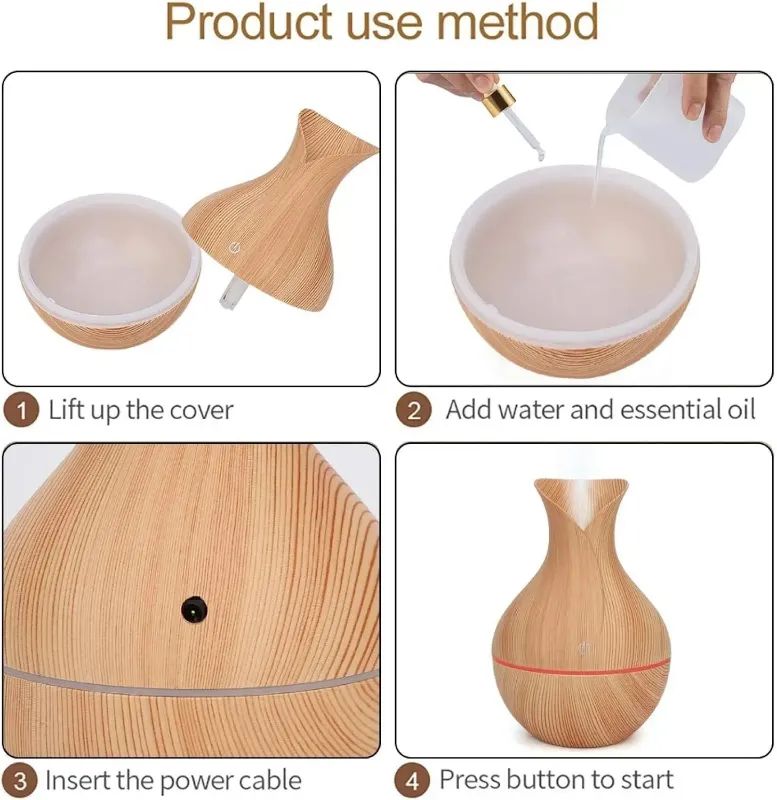 Product use method
1 Lift up the cover
2 Add water and essential oil
3 Insert the power cable
4 Press button to start